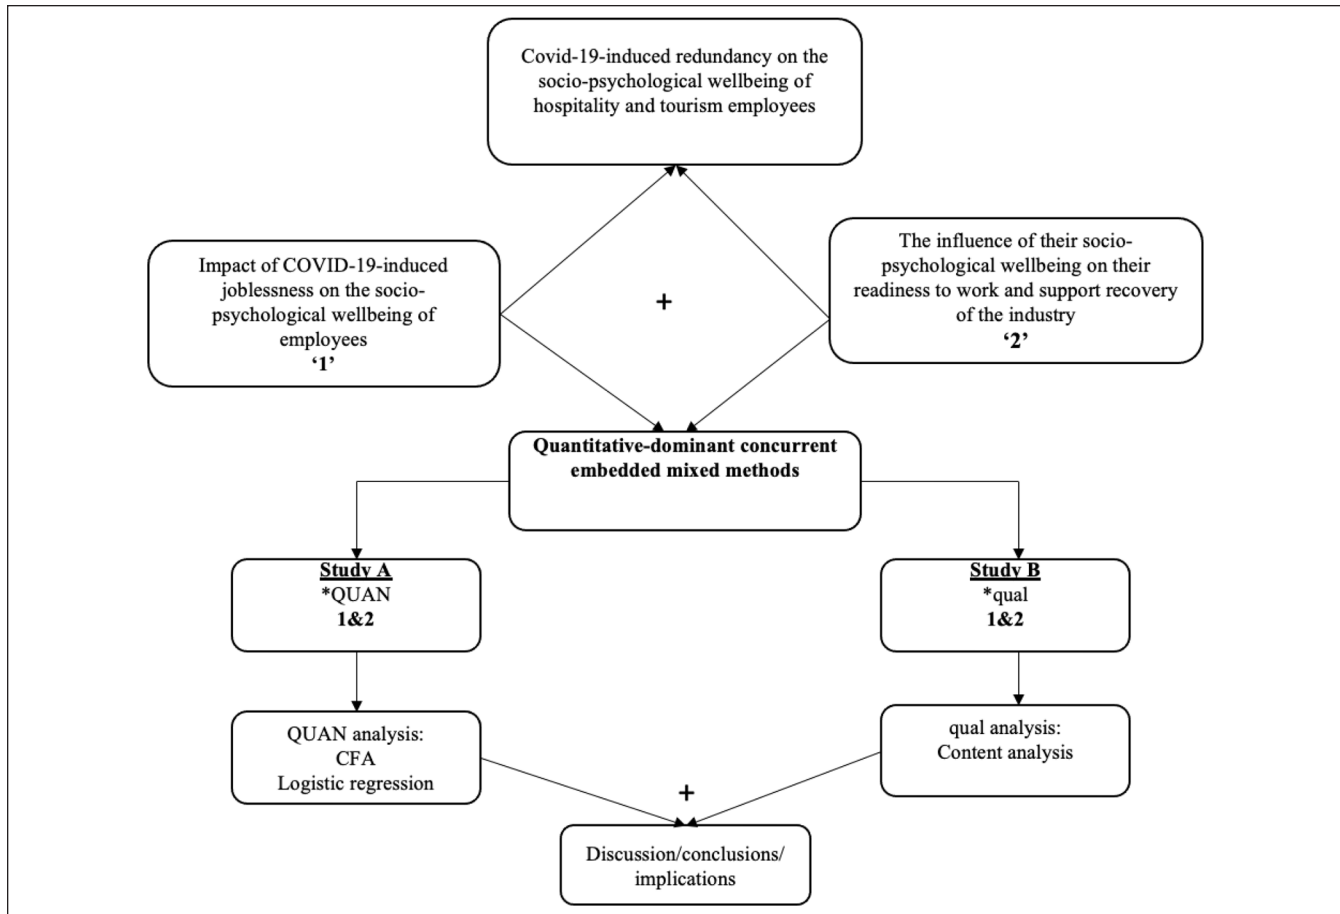 Covid-19-induced redundancy on the
socio-psychological wellbeing of
hospitality and tourism employees
Impact of COVID-19-induced
joblessness on the socio-
psychological wellbeing of
employees
‘1’
+
The influence of their socio-
psychological wellbeing on their
readiness to work and support recovery
of the industry
‘2’
Quantitative-dominant concurrent
embedded mixed methods
Study A
*QUAN
1&2
Study B
*qual
1&2
QUAN analysis:
CFA
Logistic regression
qual analysis:
Content analysis
+
Discussion/conclusions/
implications